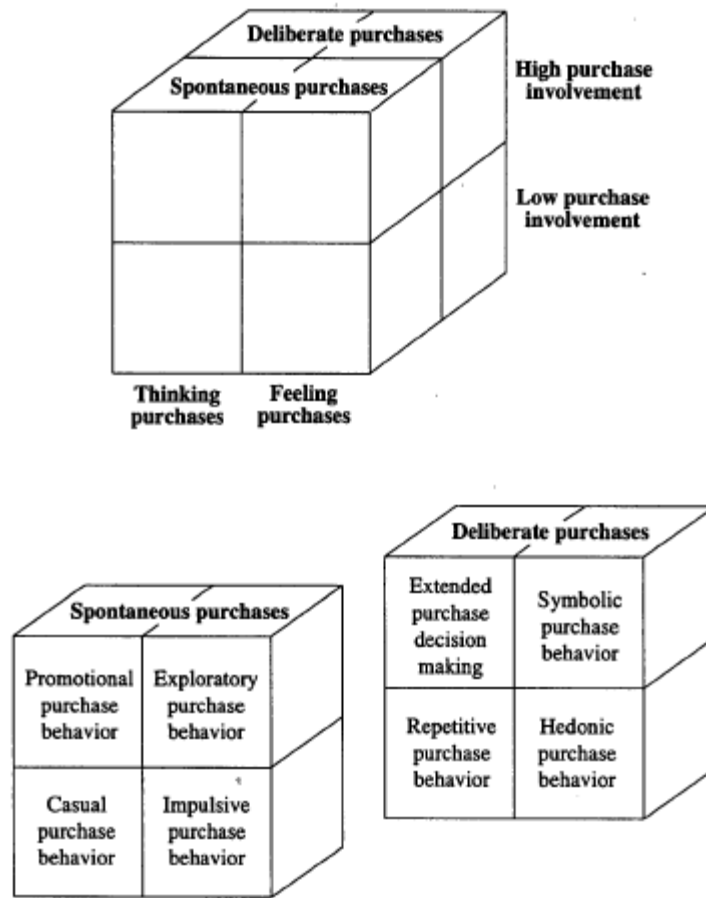 Deliberate purchases
Spontaneous purchases
High purchase
involvement
Low purchase
involvement
Thinking
purchases
Feeling
purchases
Deliberate purchases
Extended
purchase
decision
making
Symbolic
purchase
behavior
Repetitive
purchase
behavior
Hedonic
purchase
behavior
Spontaneous purchases
Promotional
purchase
behavior
Exploratory
purchase
behavior
Casual
purchase
behavior
Impulsive
purchase
behavior